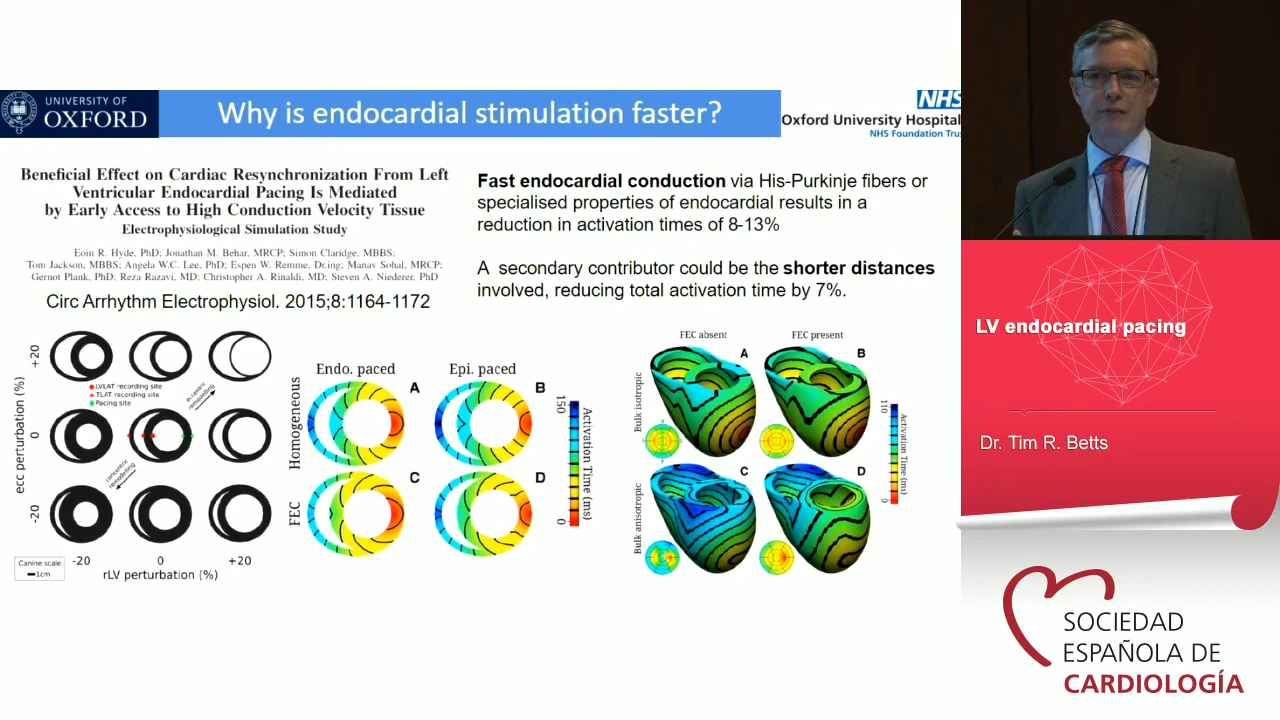 UNIVERSITY OF
OXFORD
Why is endocardial stimulation faster?
NHS
Oxford University Hospital
NHS Foundation Trus
Beneficial Effect on Cardiac Resynchronization From Left
Ventricular Endocardial Pacing Is Mediated
by Early Access to High Conduction Velocity Tissue
Electrophysiological Simulation Study
Eoin R. Hyde, PhD; Jonathan M. Behar, MRCP; Simon Claridge, MBBS;
Tom Jackson, MBBS; Angela W.C. Lee, PhD; Espen W. Remme, Dr.ing; Manav Sohal, MRCP;
Gernot Plank, PhD; Reza Razavi, MD; Christopher A. Rinaldi, MD; Steven A. Niederer, PhD
Circ Arrhythm Electrophysiol. 2015;8:1164-1172
Fast endocardial conduction via His-Purkinje fibers or
specialised properties of endocardial results in a
reduction in activation times of 8-13%
A secondary contributor could be the shorter distances
involved, reducing total activation time by 7%.
ecc perturbation (%)
+20
0
-20
LVLAT recording site
TLAT recording site
Pacing site
eccentric
remodelling
concentric
remodelling
-20
0
+20
rLV perturbation (%)
Canine scale
1cm
Endo. paced
Epi. paced
Homogeneous
FEC
A
B
C
D
150
0
Activation Time (ms)
FEC absent
FEC present
Bulk isotropic
Bulk anisotropic
A
B
C
D
110
0
Activation Time (ms)
LV endocardial pacing
Dr. Tim R. Betts
SOCIEDAD
ESPAÑOLA DE
CARDIOLOGÍA